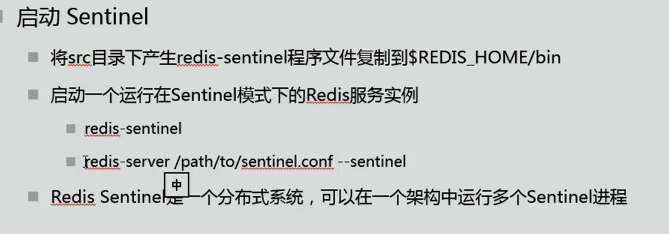 启动 Sentinel
将src目录下产生redis-sentinel程序文件复制到$REDIS_HOME/bin
启动一个运行在Sentinel模式下的Redis服务实例
redis-sentinel
redis-server /path/to/sentinel.conf --sentinel
中
Redis Sentinel是一个分布式系统，可以在一个架构中运行多个Sentinel进程